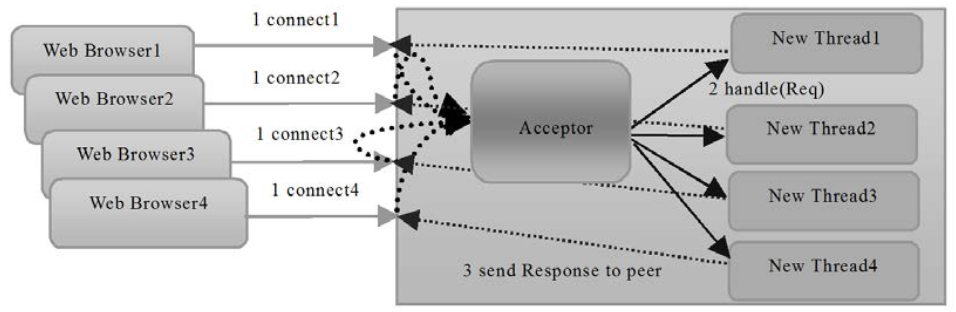 Web Browser1
Web Browser2
Web Browser3
Web Browser4
1 connect1
1 connect2
1 connect3
1 connect4
Acceptor
2 handle(Req)
3 send Response to peer
New Thread1
New Thread2
New Thread3
New Thread4